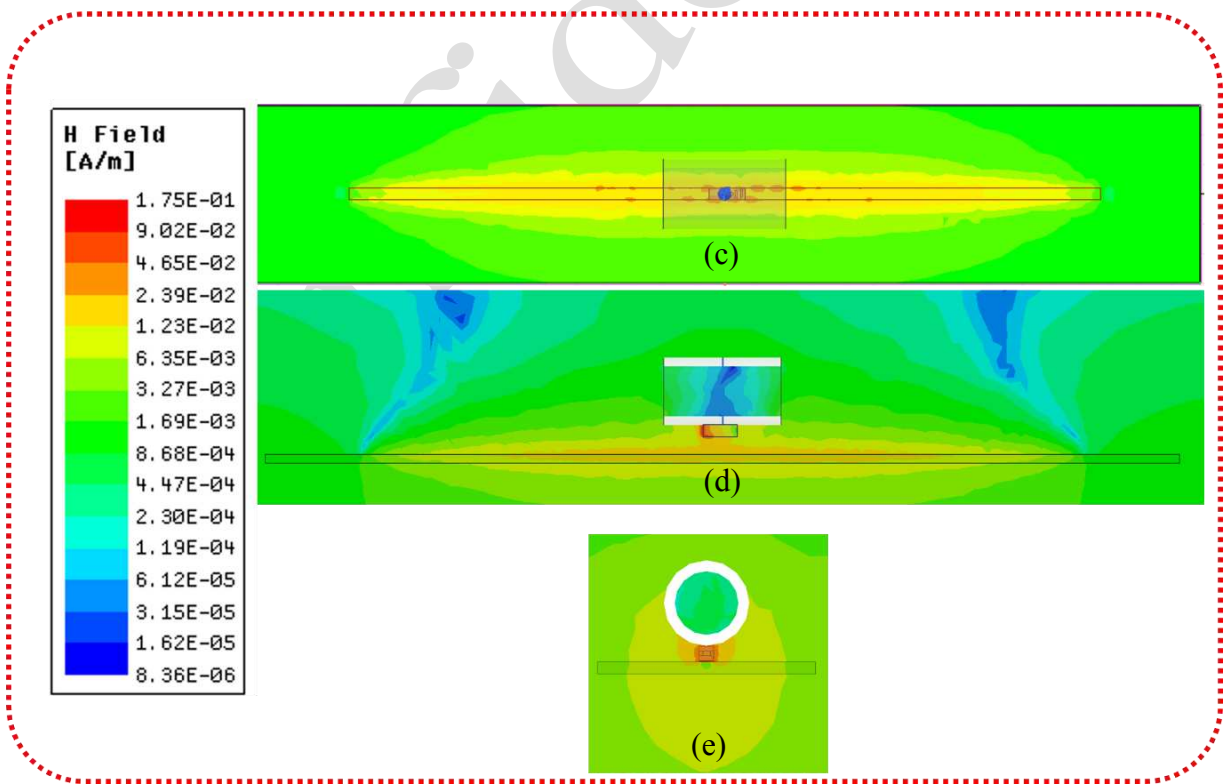 H Field
[A/m]
1.75E-01
9.02E-02
4.65E-02
2.39E-02
1.23E-02
6.35E-03
3.27E-03
1.69E-03
8.68E-04
4.47E-04
2.30E-04
1.19E-04
6.12E-05
3.15E-05
1.62E-05
8.36E-06
(c)
(d)
(e)